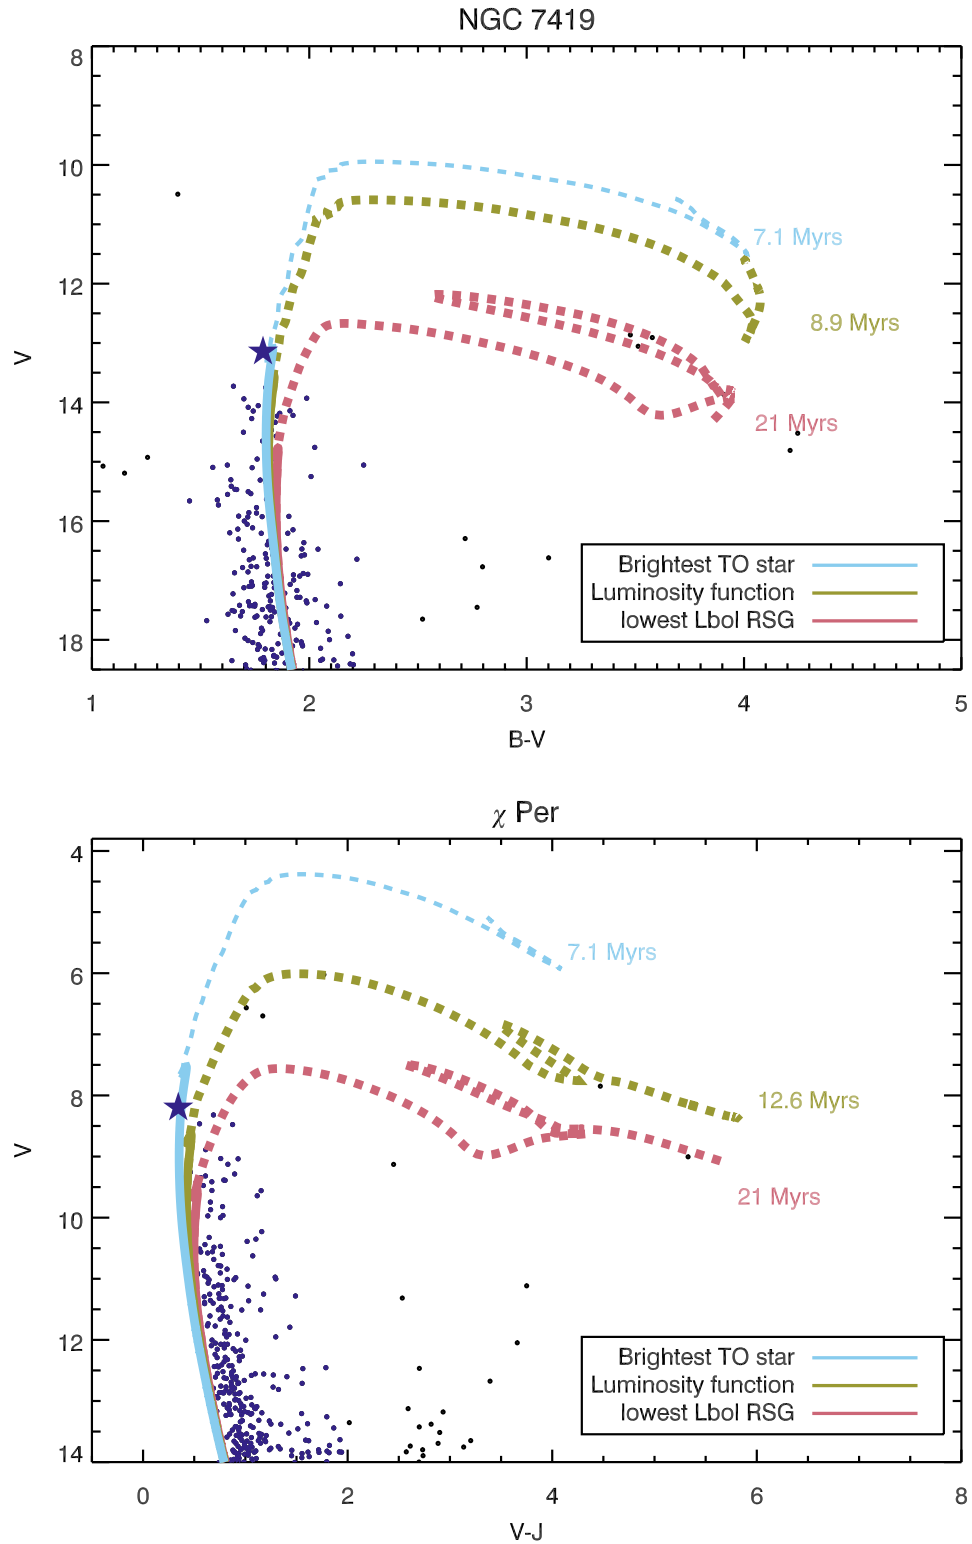 NGC 7419
8
10
12
14
16
18
V
7.1 Myrs
8.9 Myrs
21 Myrs
Brightest TO star
Luminosity function
lowest Lbol RSG
1
2
3
4
5
B-V
χ Per
4
6
8
10
12
14
V
7.1 Myrs
12.6 Myrs
21 Myrs
Brightest TO star
Luminosity function
lowest Lbol RSG
0
2
4
6
8
V-J